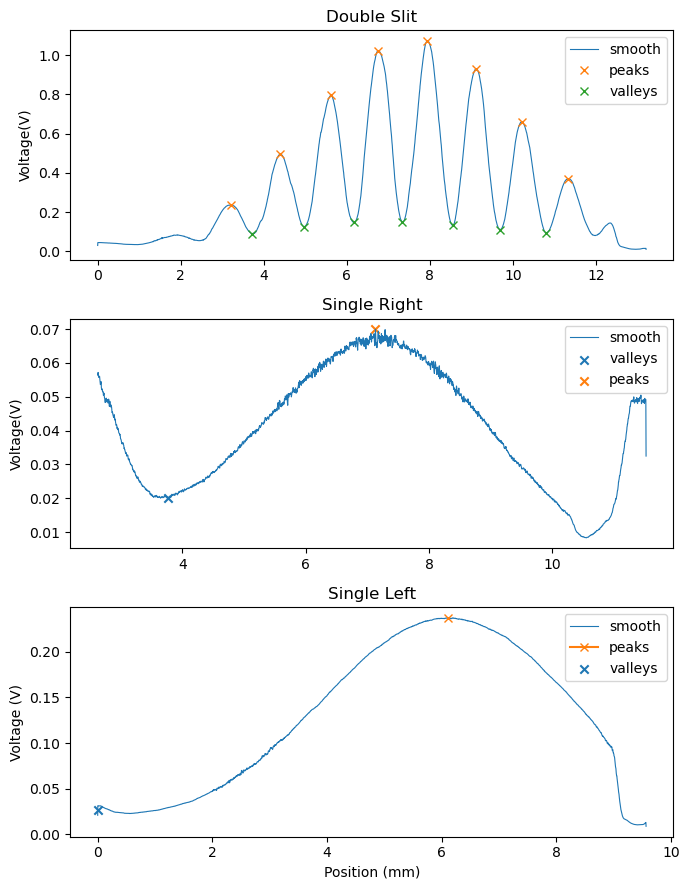 Double Slit
Voltage(V)
1.0
0.8
0.6
0.4
0.2
0.0
smooth
peaks
valleys
0 2 4 6 8 10 12
Single Right
Voltage(V)
0.07
0.06
0.05
0.04
0.03
0.02
0.01
smooth
valleys
peaks
4 6 8 10
Single Left
Voltage (V)
0.20
0.15
0.10
0.05
0.00
smooth
peaks
valleys
0 2 4 6 8 10
Position (mm)